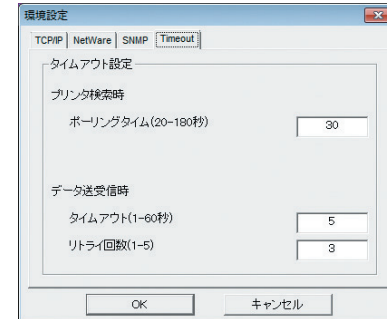 環境設定
TCP/IP NetWare SNMP Timeout
タイムアウト設定
プリンタ検索時
ポーリングタイム(20-180秒) 30
データ送受信時
タイムアウト(1-60秒) 5
リトライ回数(1-5) 3
OK キャンセル